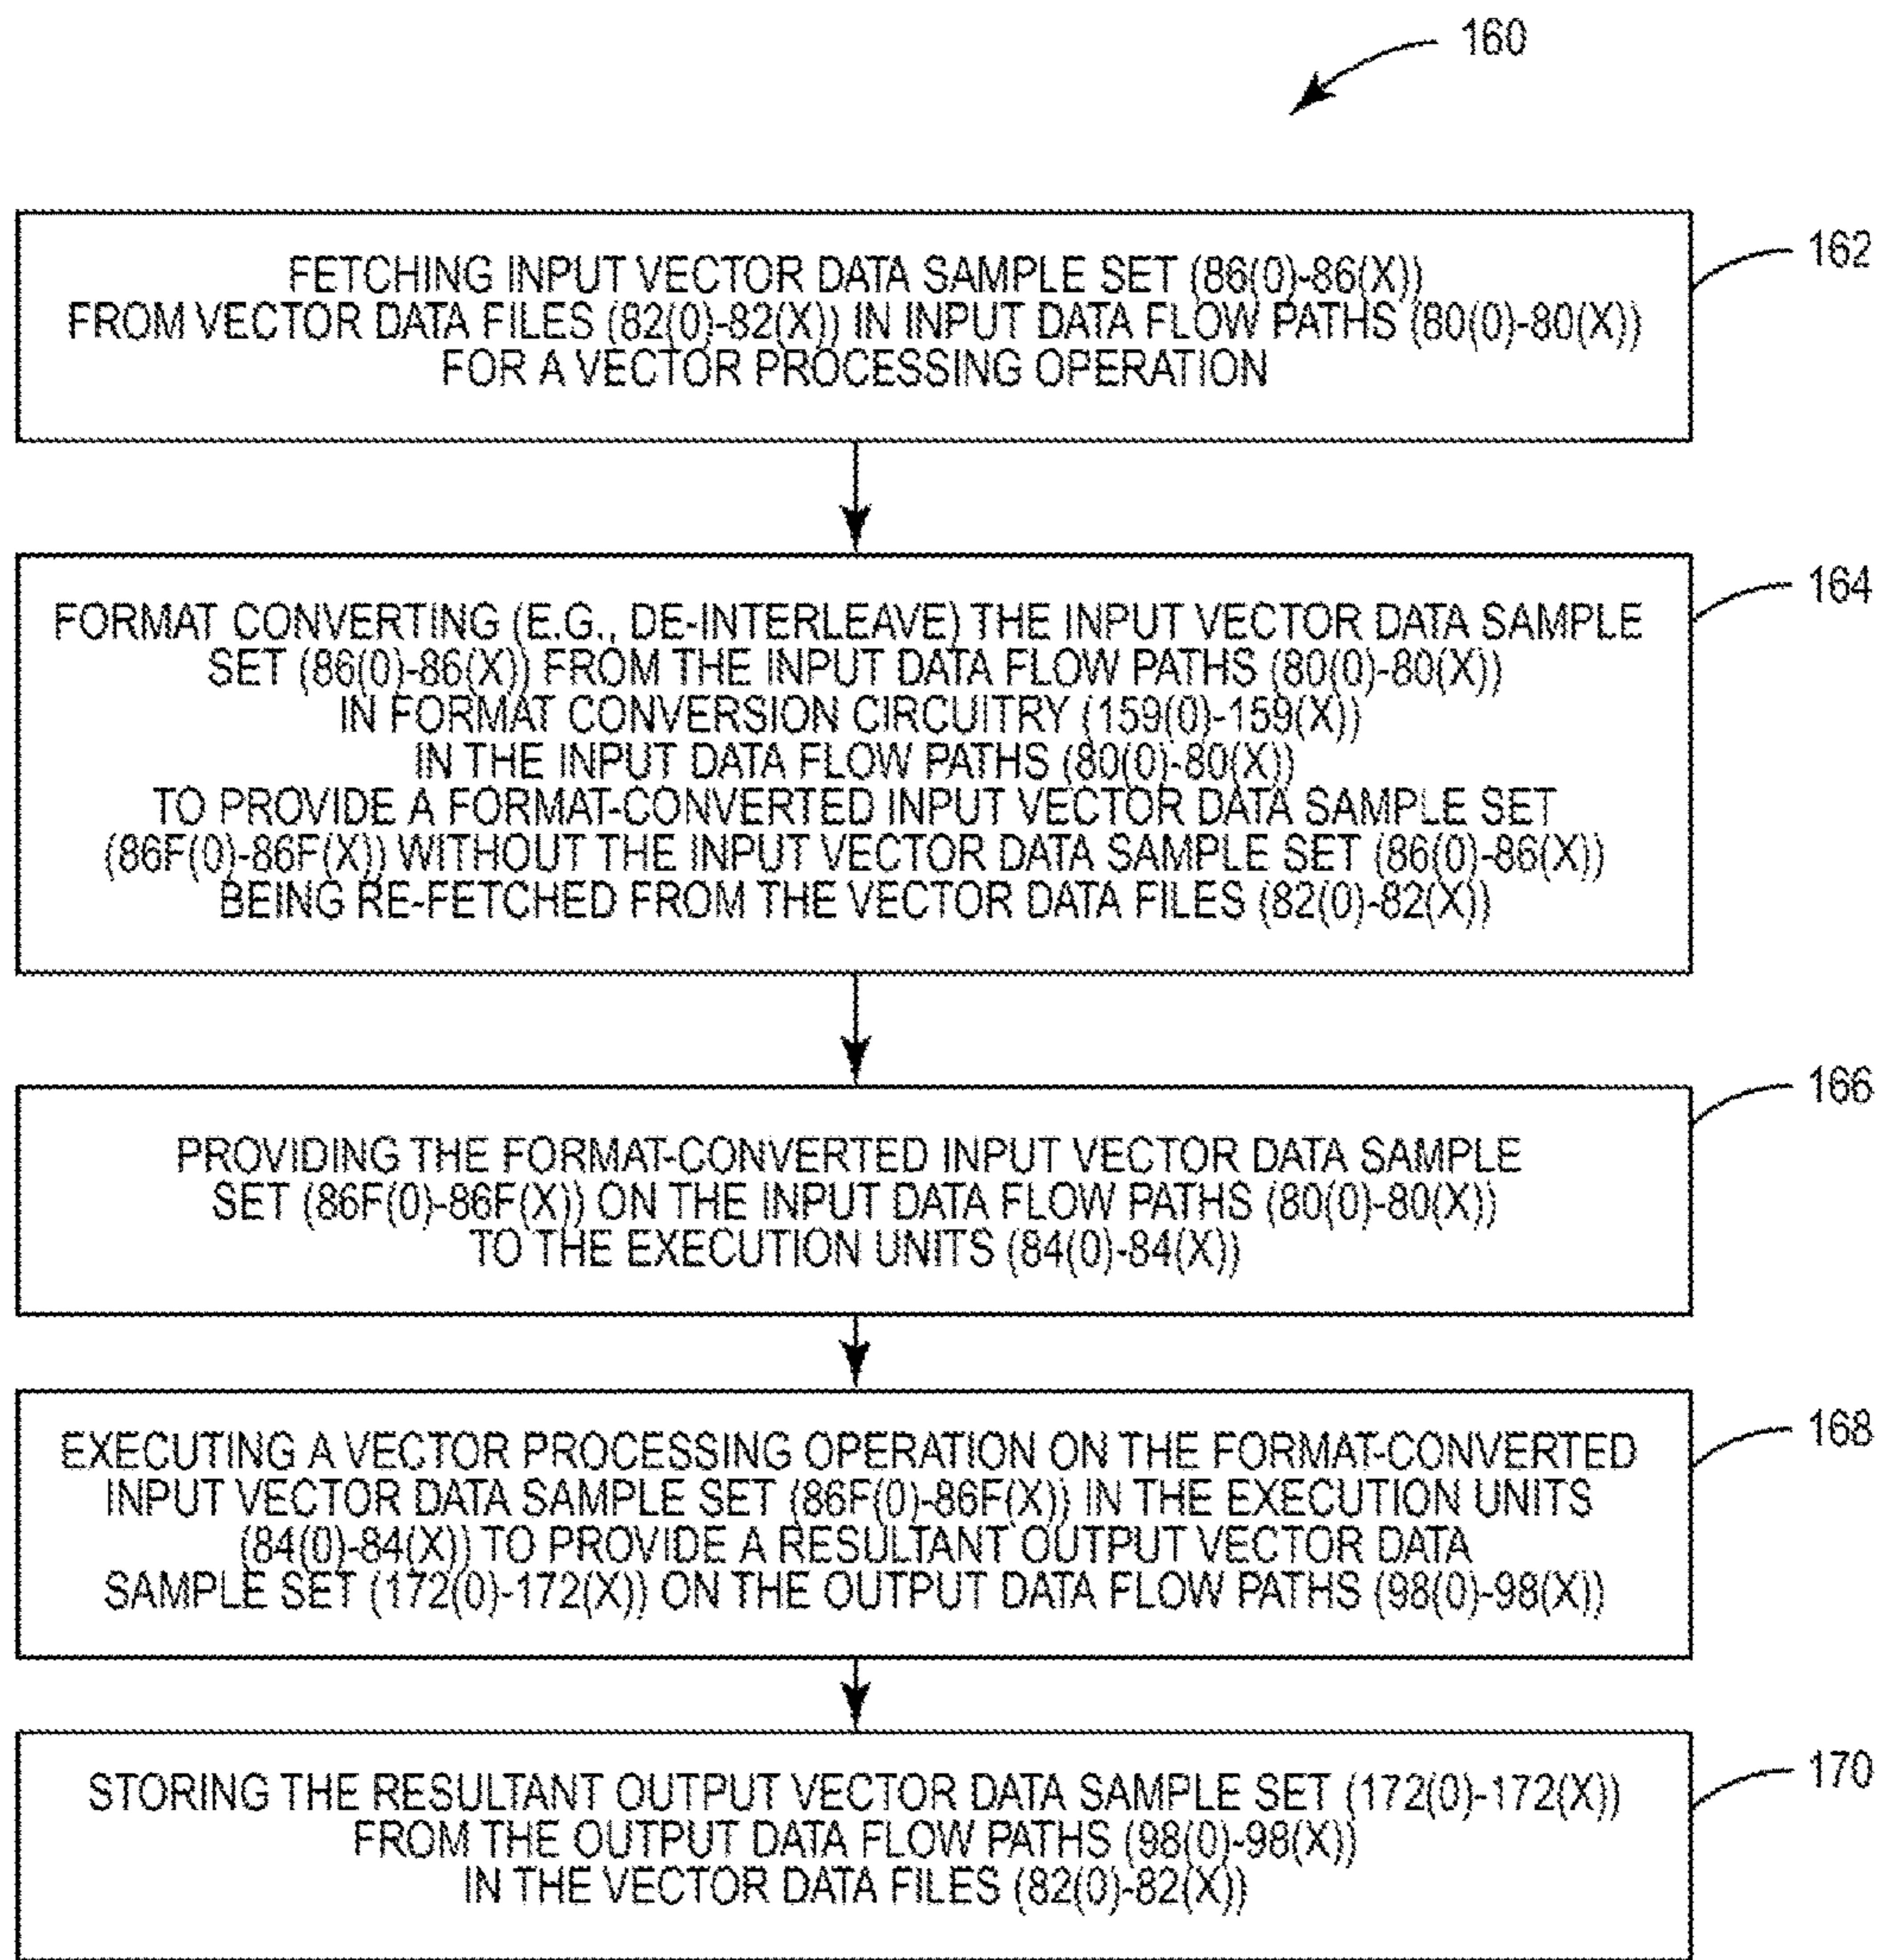 160
162
FETCHING INPUT VECTOR DATA SAMPLE SET (86(0)-86(X))
FROM VECTOR DATA FILES (82(0)-82(X)) IN INPUT DATA FLOW PATHS (80(0)-80(X))
FOR A VECTOR PROCESSING OPERATION
164
FORMAT CONVERTING (E.G., DE-INTERLEAVE) THE INPUT VECTOR DATA SAMPLE
SET (86(0)-86(X)) FROM THE INPUT DATA FLOW PATHS (80(0)-80(X))
IN FORMAT CONVERSION CIRCUITRY (159(0)-159(X))
IN THE INPUT DATA FLOW PATHS (80(0)-80(X))
TO PROVIDE A FORMAT-CONVERTED INPUT VECTOR DATA SAMPLE SET
(86F(0)-86F(X)) WITHOUT THE INPUT VECTOR DATA SAMPLE SET (86(0)-86(X))
BEING RE-FETCHED FROM THE VECTOR DATA FILES (82(0)-82(X))
166
PROVIDING THE FORMAT-CONVERTED INPUT VECTOR DATA SAMPLE
SET (86F(0)-86F(X)) ON THE INPUT DATA FLOW PATHS (80(0)-80(X))
TO THE EXECUTION UNITS (84(0)-84(X))
168
EXECUTING A VECTOR PROCESSING OPERATION ON THE FORMAT-CONVERTED
INPUT VECTOR DATA SAMPLE SET (86F(0)-86F(X)) IN THE EXECUTION UNITS
(84(0)-84(X)) TO PROVIDE A RESULTANT OUTPUT VECTOR DATA
SAMPLE SET (172(0)-172(X)) ON THE OUTPUT DATA FLOW PATHS (98(0)-98(X))
170
STORING THE RESULTANT OUTPUT VECTOR DATA SAMPLE SET (172(0)-172(X))
FROM THE OUTPUT DATA FLOW PATHS (98(0)-98(X))
IN THE VECTOR DATA FILES (82(0)-82(X))